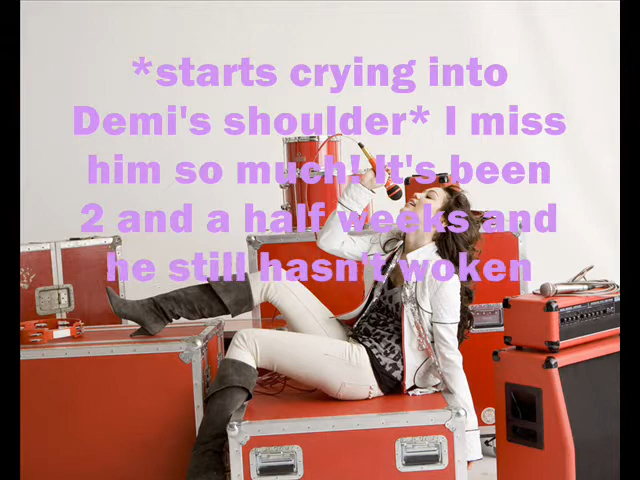 *starts crying into
Demi's shoulder* I miss
him so much! It's been
2 and a half weeks and
he still hasn't woken